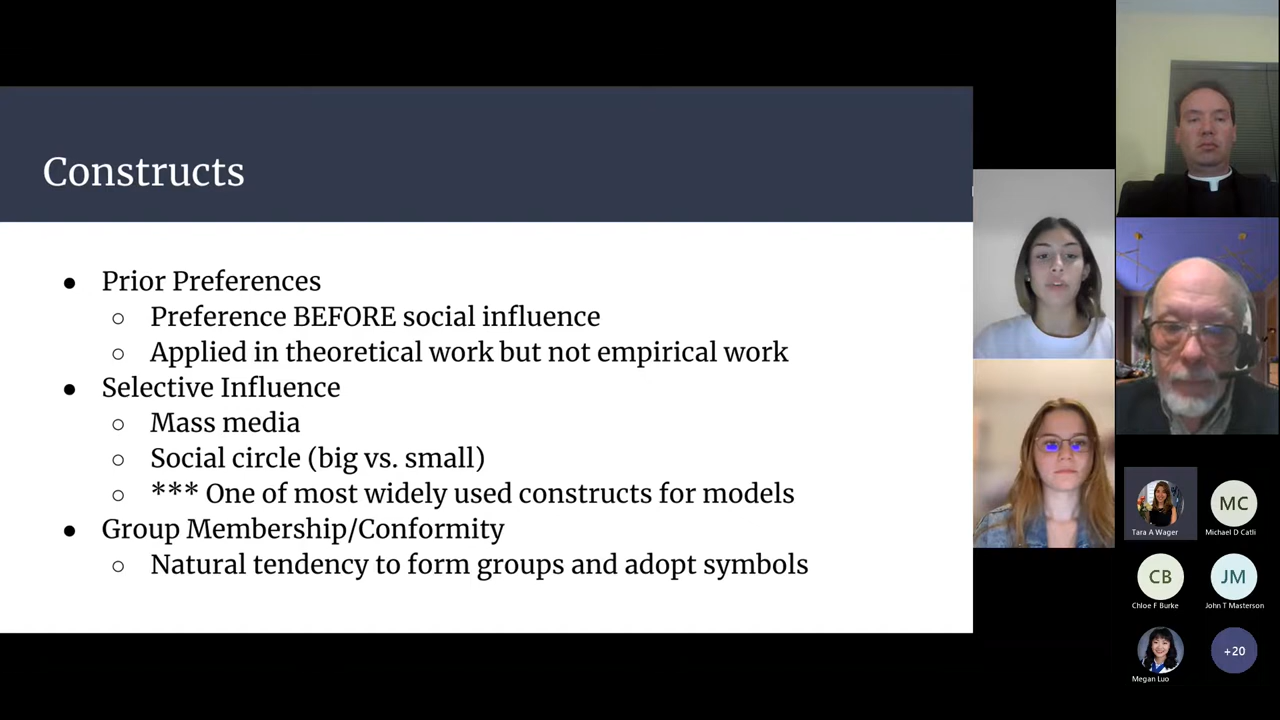 Constructs
● Prior Preferences
○ Preference BEFORE social influence
○ Applied in theoretical work but not empirical work
● Selective Influence
○ Mass media
○ Social circle (big vs. small)
○ *** One of most widely used constructs for models
● Group Membership/Conformity
○ Natural tendency to form groups and adopt symbols
Tara A Wager
MC
Michael D Catli
CB
Chloe F Burke
JM
John T Masterson
Megan Luo
+20